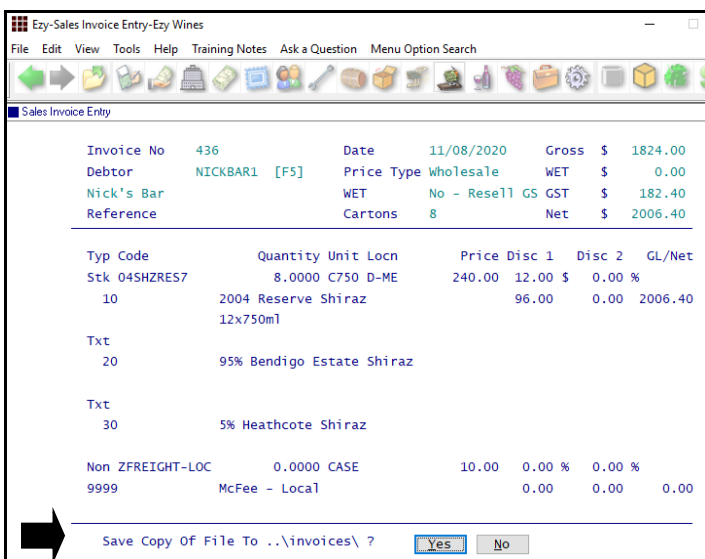 Ezy-Sales Invoice Entry-Ezy Wines
File Edit View Tools Help Training Notes Ask a Question Menu Option Search
Sales Invoice Entry
Invoice No 436 Date 11/08/2020 Gross $ 1824.00
Debtor NICKBAR1 [F5] Price Type Wholesale WET $ 0.00
Nick's Bar WET No - Resell GS GST $ 182.40
Reference Cartons 8 Net $ 2006.40
Typ Code Quantity Unit Locn Price Disc 1 Disc 2 GL/Net
Stk 04SHZRES7 8.0000 C750 D-ME 240.00 12.00 $ 0.00 %
10 2004 Reserve Shiraz 96.00 0.00 2006.40
12x750ml
Txt
20 95% Bendigo Estate Shiraz
Txt
30 5% Heathcote Shiraz
Non ZFREIGHT-LOC 0.0000 CASE 10.00 0.00 % 0.00 %
9999 McFee - Local 0.00 0.00 0.00
Save Copy Of File To ..\invoices\ ? Yes No